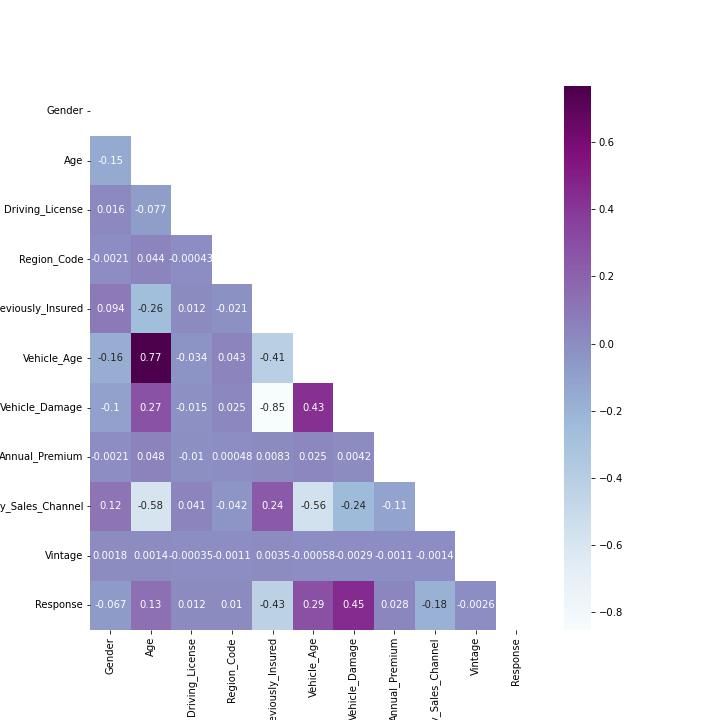 Gender
Age -0.15
Driving_License 0.016 -0.077
Region_Code -0.0021 0.044 -0.00043
eviously_Insured 0.094 -0.26 0.012 -0.021
Vehicle_Age -0.16 0.77 -0.034 0.043 -0.41
Vehicle_Damage -0.1 0.27 -0.015 0.025 -0.85 0.43
Annual_Premium -0.0021 0.048 -0.01 0.00048 0.0083 0.025 0.0042
y_Sales_Channel 0.12 -0.58 0.041 -0.042 0.24 -0.56 -0.24 -0.11
Vintage 0.0018 0.0014 -0.00035 -0.0011 0.0035 -0.00058 -0.0029 -0.0011 -0.0014
Response -0.067 0.13 0.012 0.01 -0.43 0.29 0.45 0.028 -0.18 -0.0026
Gender
Age
Driving_License
Region_Code
eviously_Insured
Vehicle_Age
Vehicle_Damage
Annual_Premium
y_Sales_Channel
Vintage
Response
0.6
0.4
0.2
0.0
−0.2
−0.4
−0.6
−0.8